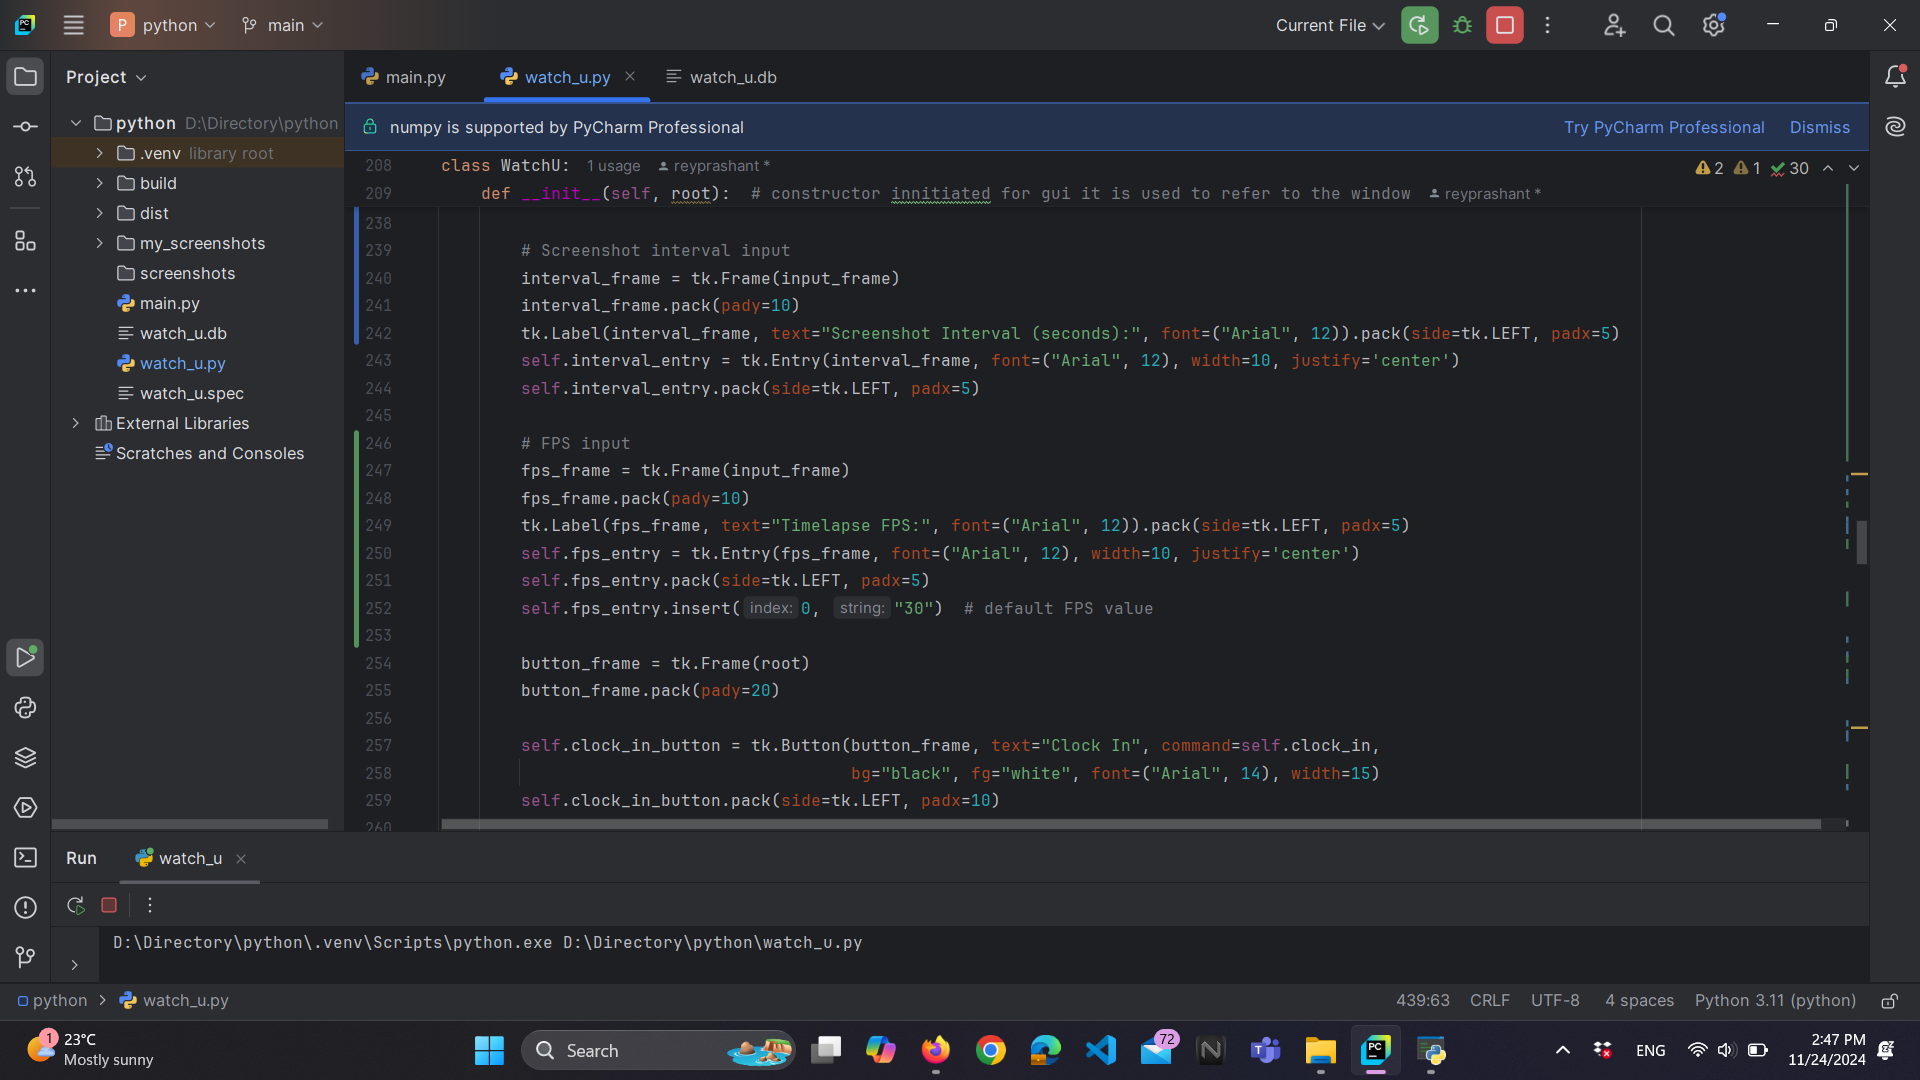 P python main Current File
Project
main.py watch_u.py watch_u.db
numpy is supported by PyCharm Professional Try PyCharm Professional Dismiss
python D:\Directory\python
.venv library root
build
dist
my_screenshots
screenshots
main.py
watch_u.db
watch_u.py
watch_u.spec
External Libraries
Scratches and Consoles
2 1 30
208 class WatchU: 1 usage reyprashant *
209 def __init__(self, root): # constructor innitiated for gui it is used to refer to the window reyprashant *
238
239 # Screenshot interval input
240 interval_frame = tk.Frame(input_frame)
241 interval_frame.pack(pady=10)
242 tk.Label(interval_frame, text="Screenshot Interval (seconds):", font=("Arial", 12)).pack(side=tk.LEFT, padx=5)
243 self.interval_entry = tk.Entry(interval_frame, font=("Arial", 12), width=10, justify='center')
244 self.interval_entry.pack(side=tk.LEFT, padx=5)
245
246 # FPS input
247 fps_frame = tk.Frame(input_frame)
248 fps_frame.pack(pady=10)
249 tk.Label(fps_frame, text="Timelapse FPS:", font=("Arial", 12)).pack(side=tk.LEFT, padx=5)
250 self.fps_entry = tk.Entry(fps_frame, font=("Arial", 12), width=10, justify='center')
251 self.fps_entry.pack(side=tk.LEFT, padx=5)
252 self.fps_entry.insert( index: 0, string: "30") # default FPS value
253
254 button_frame = tk.Frame(root)
255 button_frame.pack(pady=20)
256
257 self.clock_in_button = tk.Button(button_frame, text="Clock In", command=self.clock_in,
258 bg="black", fg="white", font=("Arial", 14), width=15)
259 self.clock_in_button.pack(side=tk.LEFT, padx=10)
260
Run watch_u
D:\Directory\python\.venv\Scripts\python.exe D:\Directory\python\watch_u.py
python watch_u.py 439:63 CRLF UTF-8 4 spaces Python 3.11 (python)
1 23°C
Mostly sunny
Search
72
ENG
2:47 PM
11/24/2024